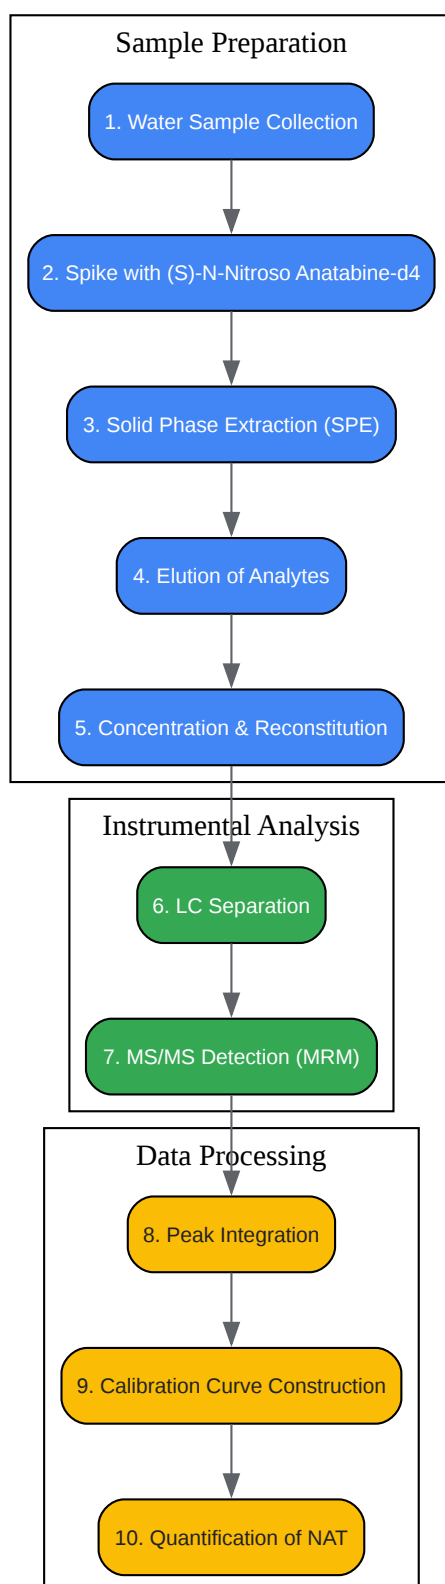 Sample Preparation
1. Water Sample Collection
2. Spike with (S)-N-Nitroso Anatabine-d4
3. Solid Phase Extraction (SPE)
4. Elution of Analytes
5. Concentration & Reconstitution
Instrumental Analysis
6. LC Separation
7. MS/MS Detection (MRM)
Data Processing
8. Peak Integration
9. Calibration Curve Construction
10. Quantification of NAT